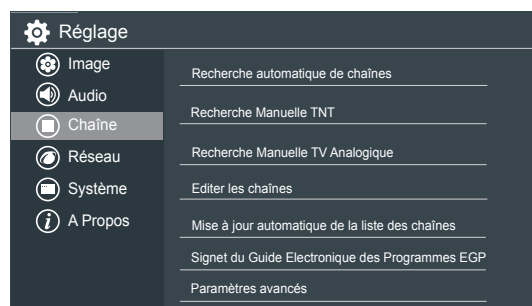 Réglage
Image
Audio
Chaîne
Réseau
Système
A Propos
Recherche automatique de chaînes
Recherche Manuelle TNT
Recherche Manuelle TV Analogique
Editer les chaînes
Mise à jour automatique de la liste des chaînes
Signet du Guide Electronique des Programmes EGP
Paramètres avancés